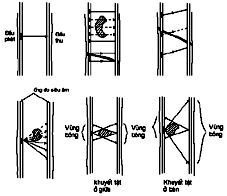 Đầu
phát
Đầu
thu
Ống đo siêu âm
Vùng
bóng
Vùng
bóng
Vùng
bóng
Khuyết tật
ở giữa
Khuyết tật
ở bên